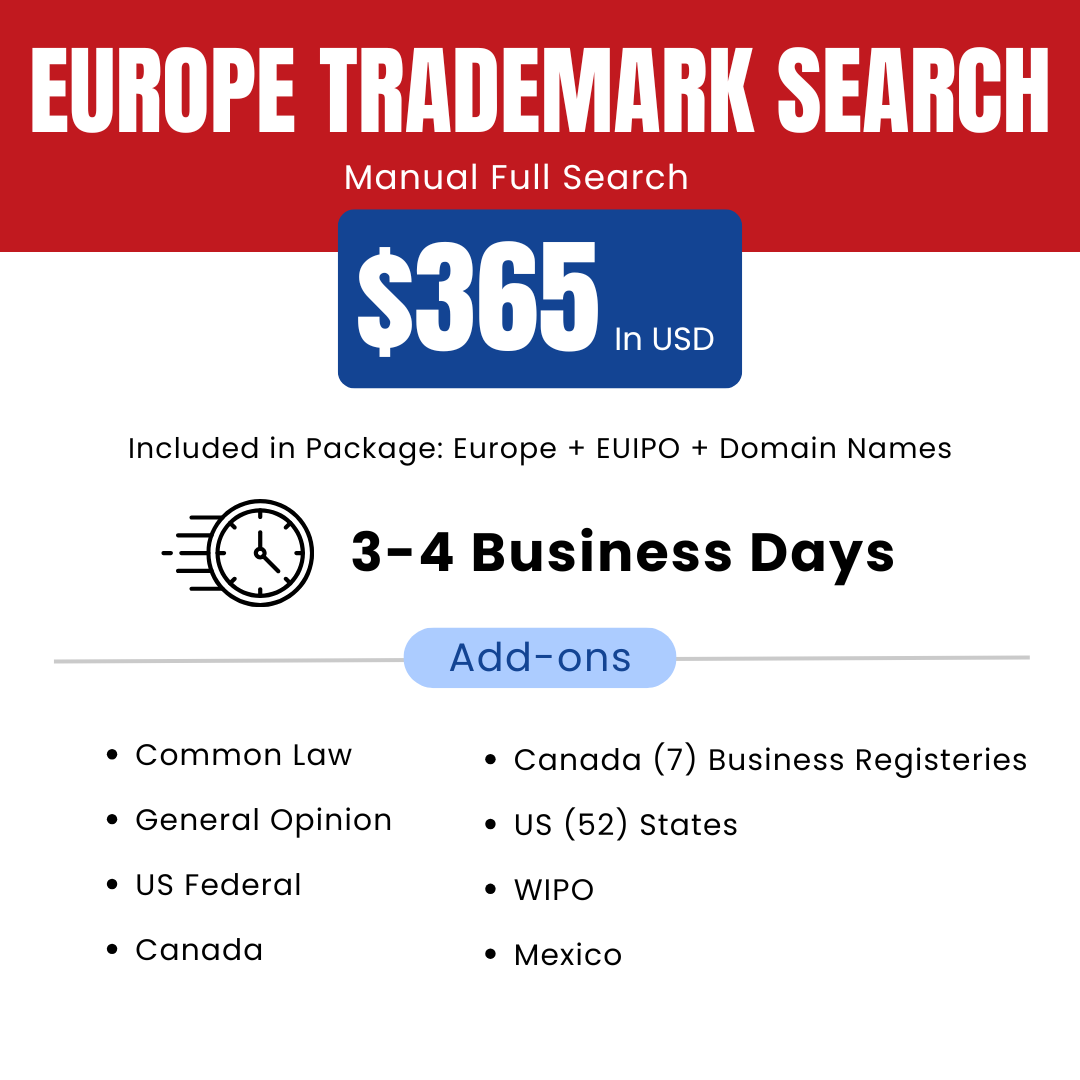 EUROPE TRADEMARK SEARCH
Manual Full Search
$365 In USD
Included in Package: Europe + EUIPO + Domain Names
3-4 Business Days
Add-ons
Common Law
General Opinion
US Federal
Canada
Canada (7) Business Registeries
US (52) States
WIPO
Mexico